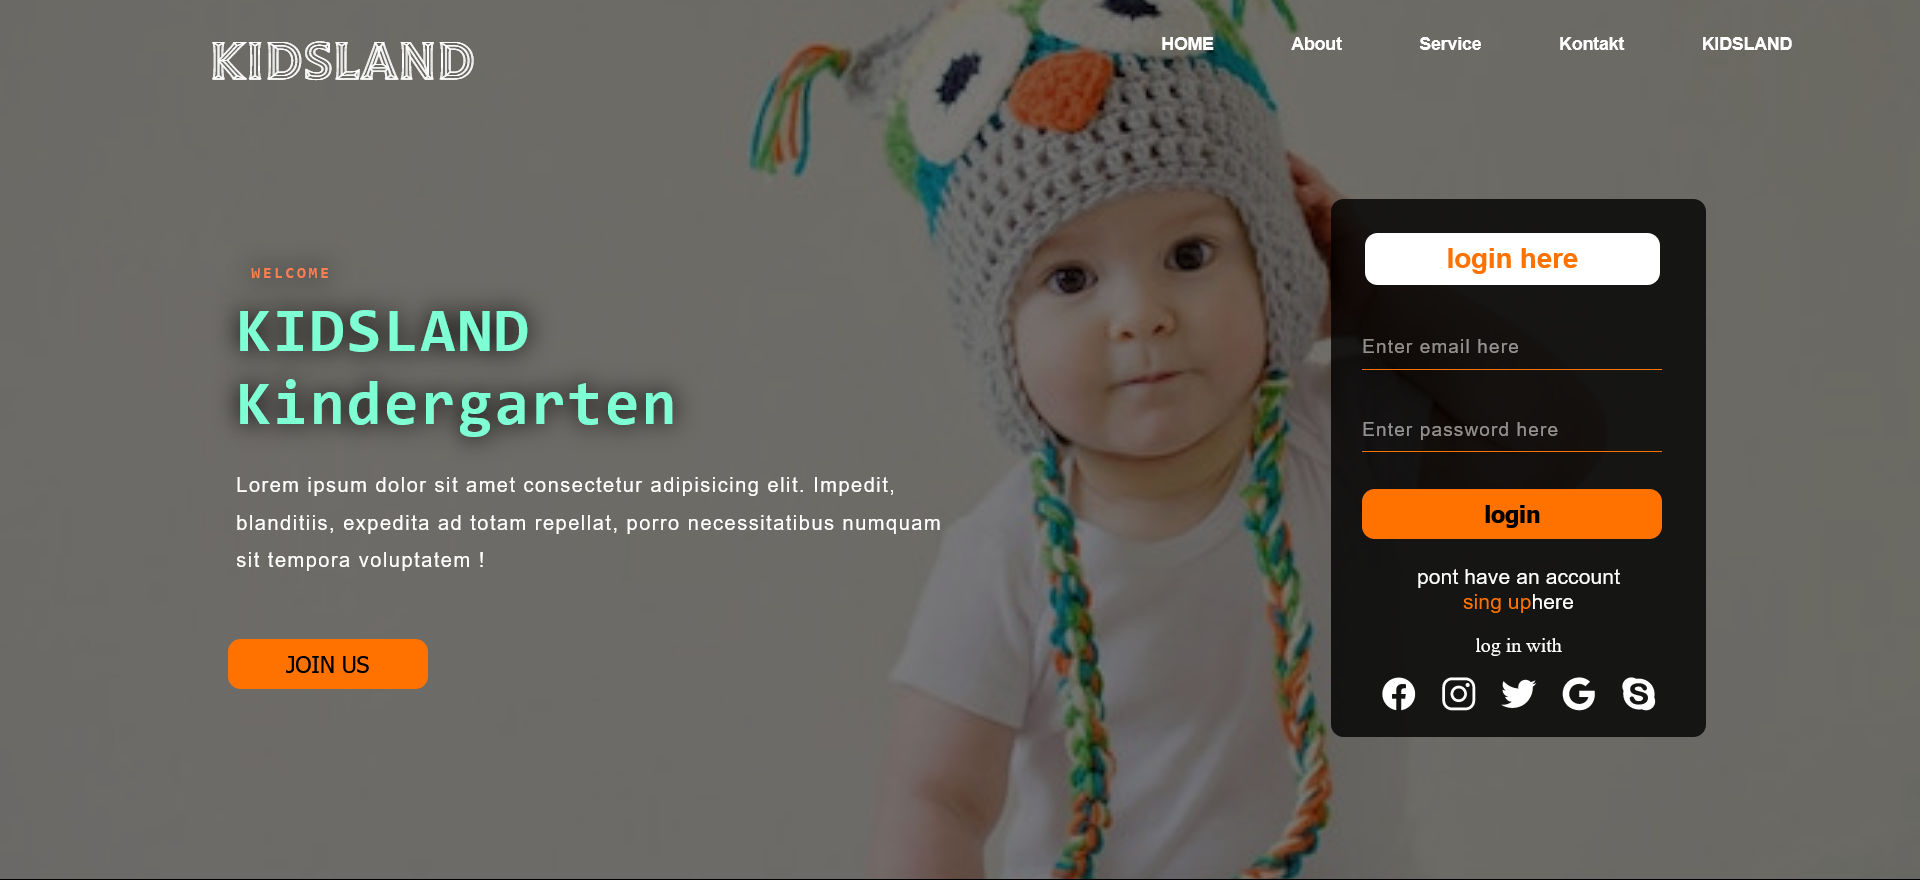 KIDSLAND
HOME About Service Kontakt KIDSLAND
WELCOME
KIDSLAND
Kindergarten
Lorem ipsum dolor sit amet consectetur adipisicing elit. Impedit,
blanditiis, expedita ad totam repellat, porro necessitatibus numquam
sit tempora voluptatem !
JOIN US
login here
Enter email here
Enter password here
login
pont have an account
sing uphere
log in with